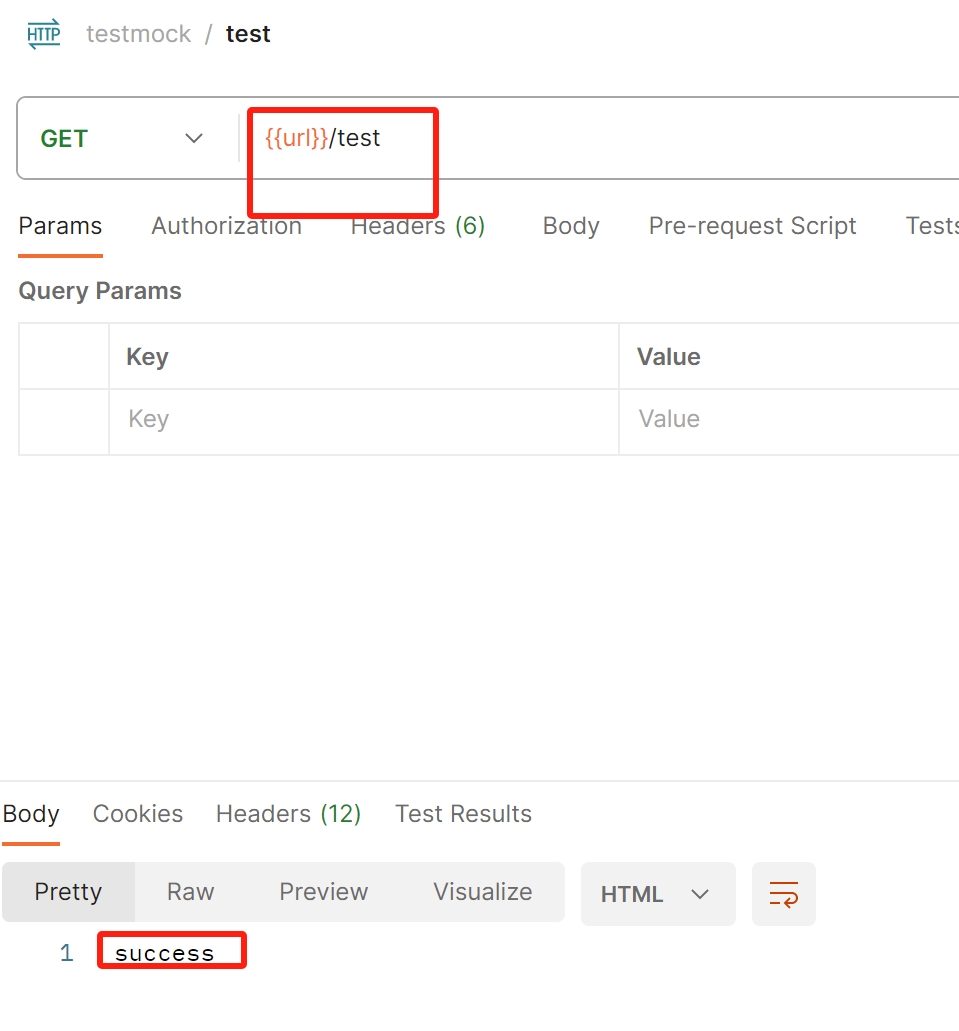 HTTP testmock / test
GET {{url}}/test
Params Authorization Headers (6) Body Pre-request Script Tests
Query Params
Key Value
Key Value
Body Cookies Headers (12) Test Results
Pretty Raw Preview Visualize HTML
1 success